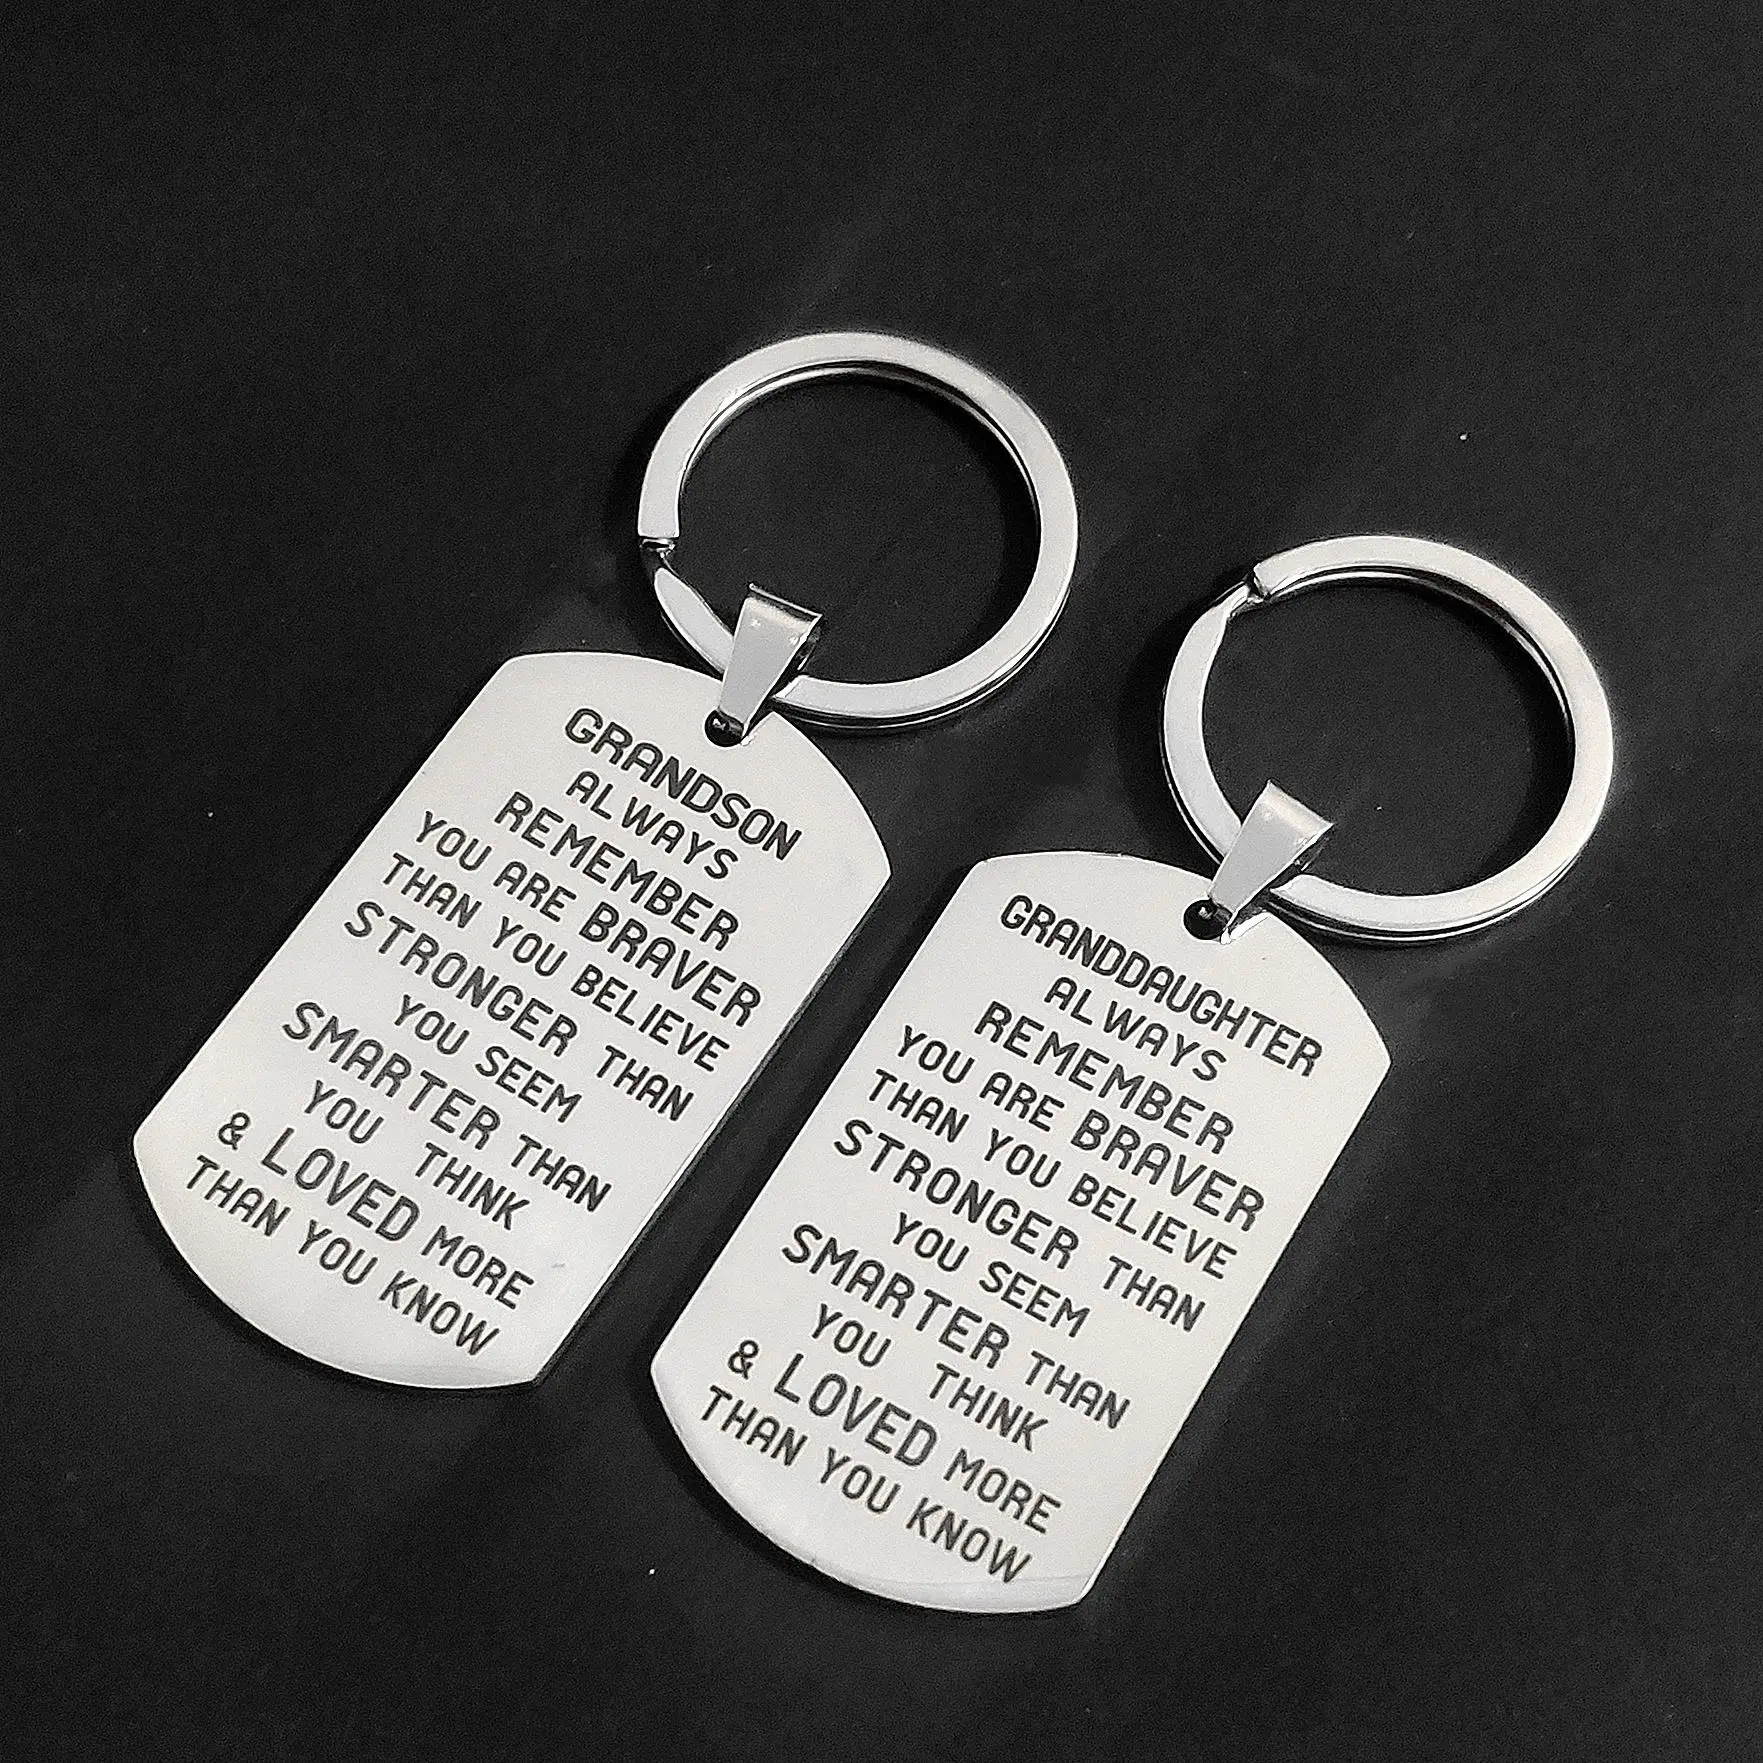 GRANDSON
ALWAYS
REMEMBER
YOU ARE BRAVER
THAN YOU BELIEVE
STRONGER THAN
YOU SEEM
SMARTER THAN
YOU THINK
& LOVED MORE
THAN YOU KNOW
GRANDDAUGHTER
ALWAYS
REMEMBER
YOU ARE BRAVER
THAN YOU BELIEVE
STRONGER THAN
YOU SEEM
SMARTER THAN
YOU THINK
& LOVED MORE
THAN YOU KNOW